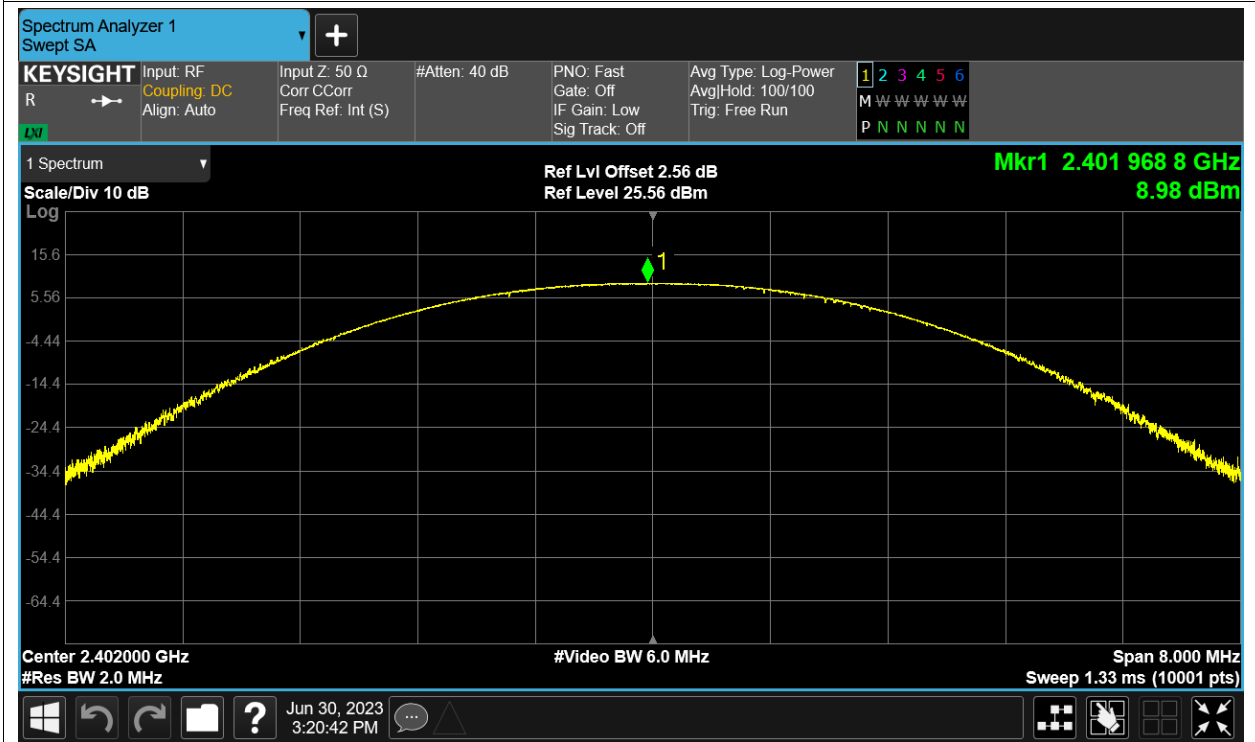 Spectrum Analyzer 1
Swept SA
+
KEYSIGHT
R
LXI
Input: RF
Coupling: DC
Align: Auto
Input Z: 50 Ω
Corr CCorr
Freq Ref: Int (S)
#Atten: 40 dB
PNO: Fast
Gate: Off
IF Gain: Low
Sig Track: Off
Avg Type: Log-Power
Avg|Hold: 100/100
Trig: Free Run
1 2 3 4 5 6
M W W W W W
P N N N N N
1 Spectrum
Scale/Div 10 dB
Log
Ref Lvl Offset 2.56 dB
Ref Level 25.56 dBm
Mkr1 2.401 968 8 GHz
8.98 dBm
1
15.6
5.56
-4.44
-14.4
-24.4
-34.4
-44.4
-54.4
-64.4
Center 2.402000 GHz
#Res BW 2.0 MHz
#Video BW 6.0 MHz
Span 8.000 MHz
Sweep 1.33 ms (10001 pts)
?
Jun 30, 2023
3:20:42 PM